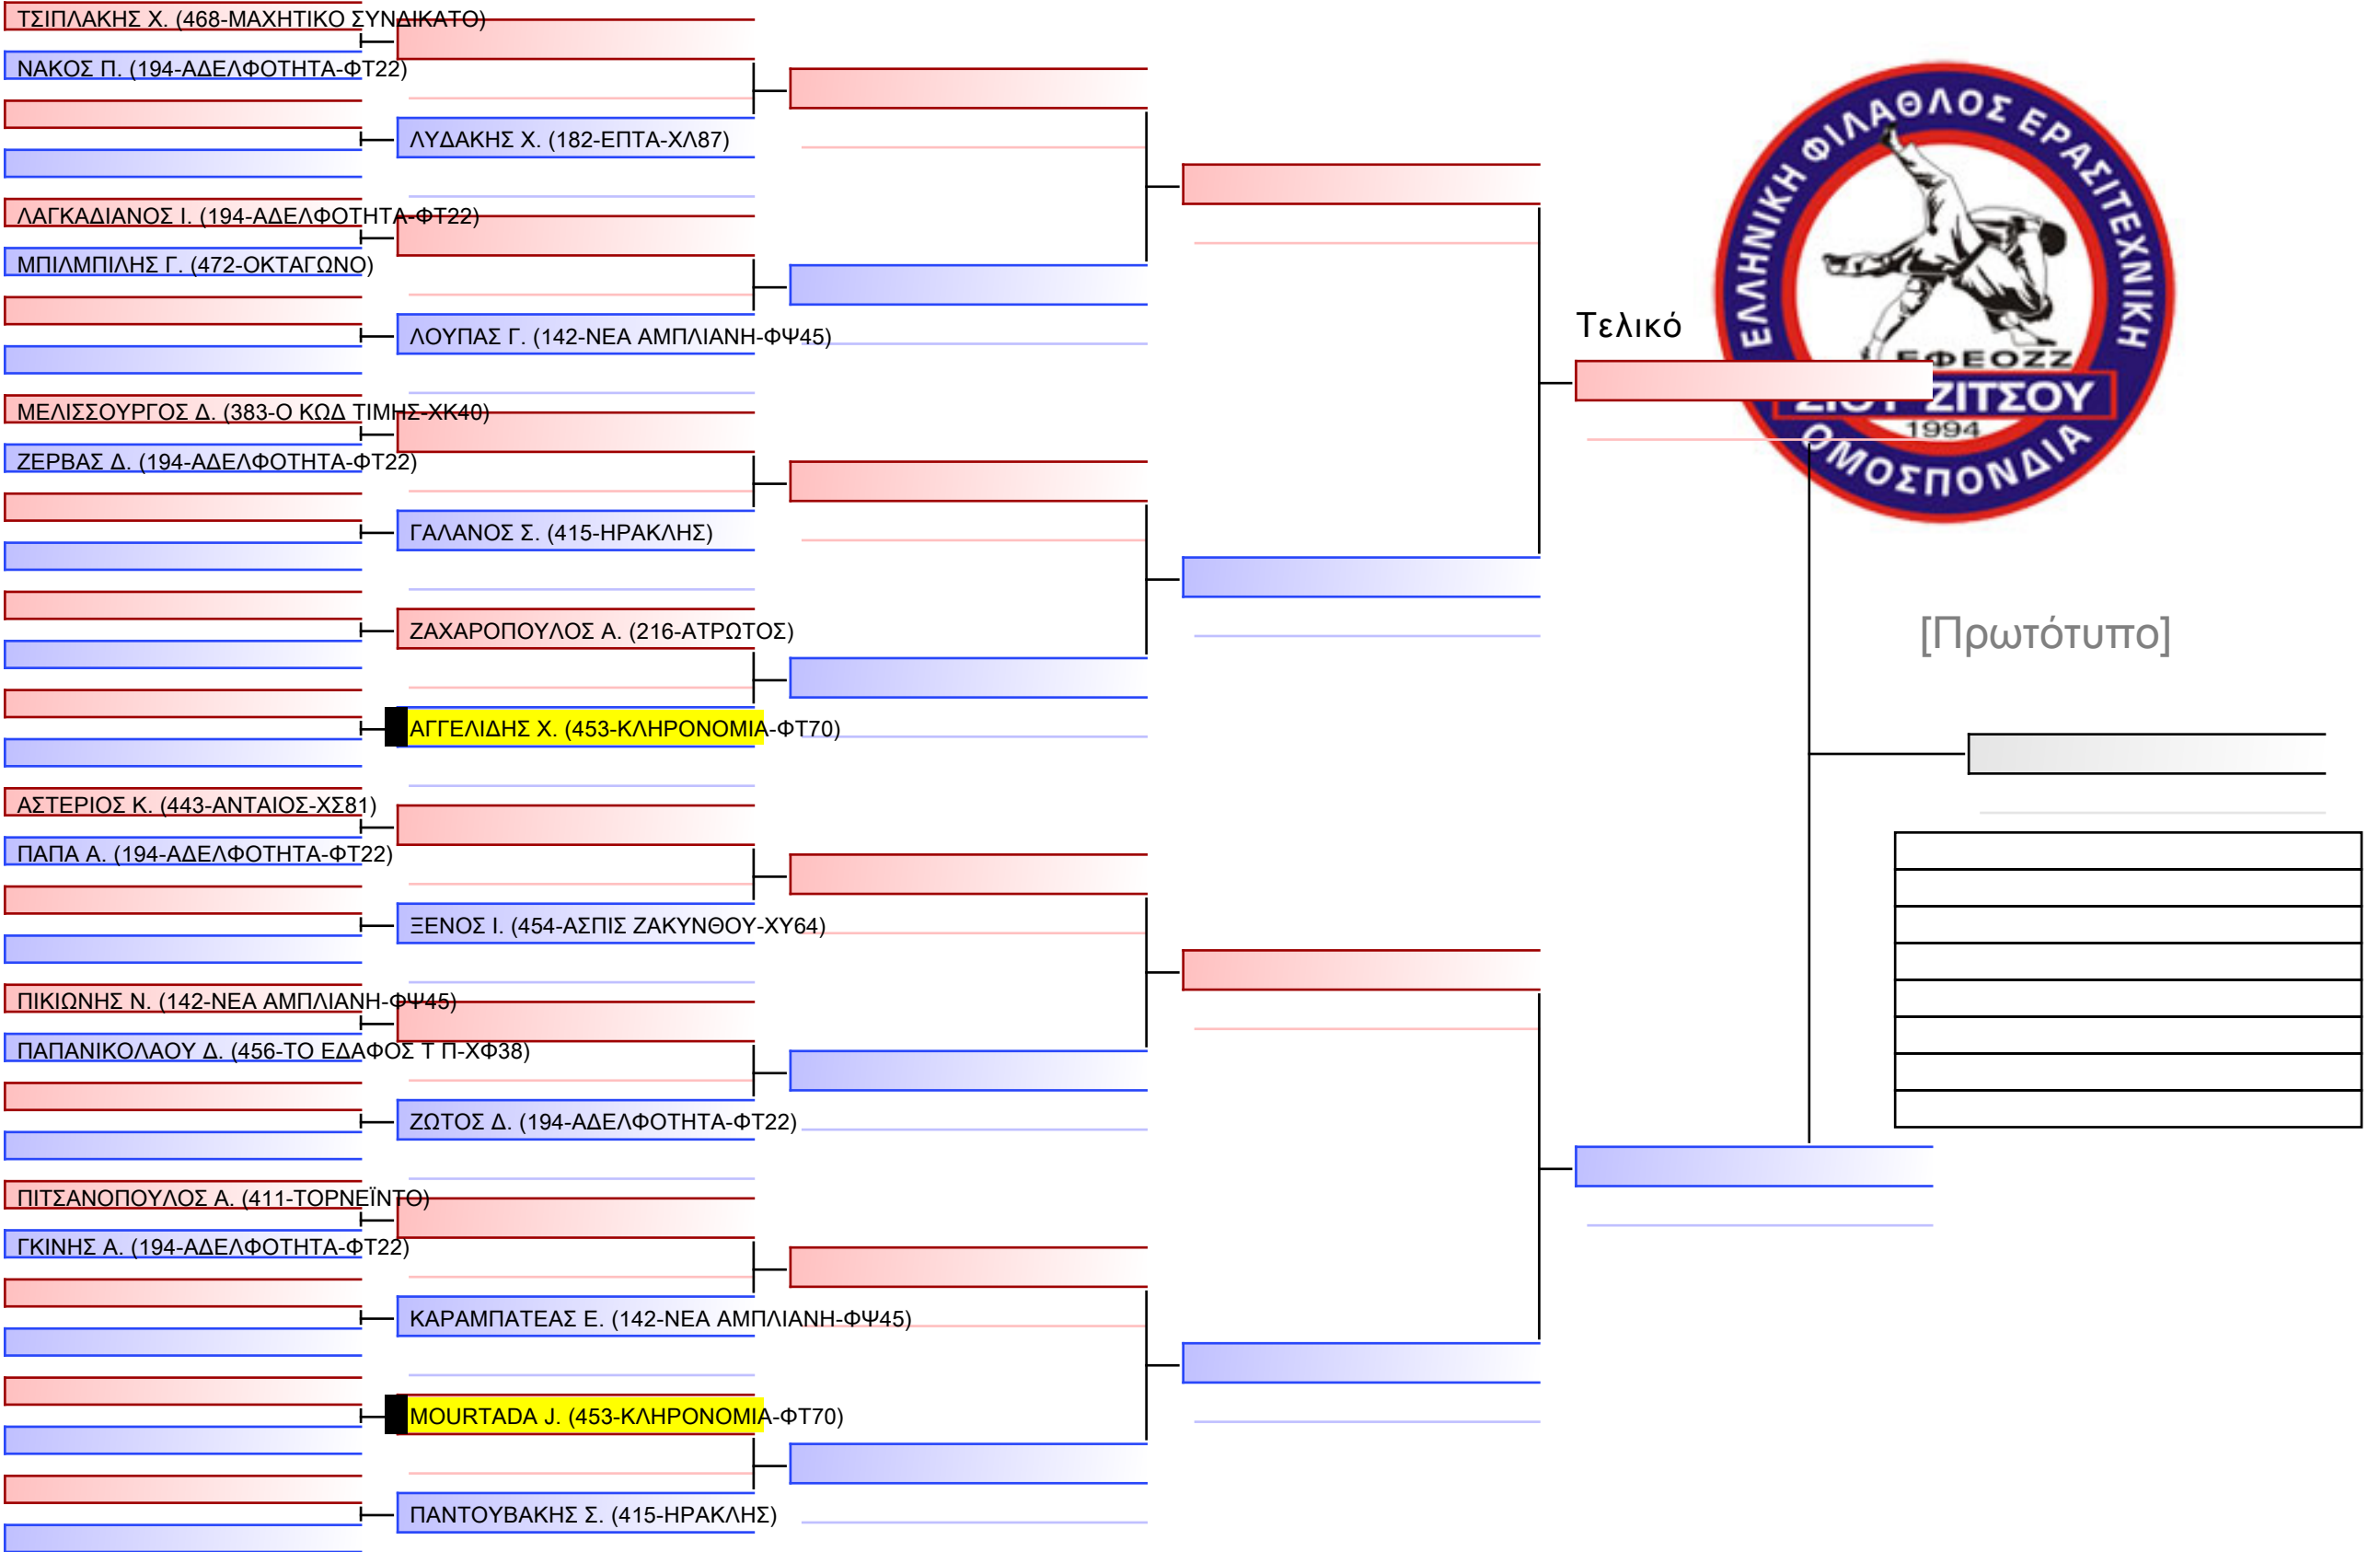 ΤΣΙΠΛΑΚΗΣ Χ. (468-ΜΑΧΗΤΙΚΟ ΣΥΝΔΙΚΑΤΟ)
ΝΑΚΟΣ Π. (194-ΑΔΕΛΦΟΤΗΤΑ-ΦΤ22)
ΛΥΔΑΚΗΣ Χ. (182-ΕΠΤΑ-ΧΛ87)
ΛΑΓΚΑΔΙΑΝΟΣ Ι. (194-ΑΔΕΛΦΟΤΗΤΑ-ΦΤ22)
ΜΠΙΛΜΠΙΛΗΣ Γ. (472-ΟΚΤΑΓΩΝΟ)
ΛΟΥΠΑΣ Γ. (142-ΝΕΑ ΑΜΠΛΙΑΝΗ-ΦΨ45)
ΜΕΛΙΣΣΟΥΡΓΟΣ Δ. (383-Ο ΚΩΔ ΤΙΜΗΣ-ΧΚ40)
ΖΕΡΒΑΣ Δ. (194-ΑΔΕΛΦΟΤΗΤΑ-ΦΤ22)
ΓΑΛΑΝΟΣ Σ. (415-ΗΡΑΚΛΗΣ)
ΖΑΧΑΡΟΠΟΥΛΟΣ Α. (216-ΑΤΡΩΤΟΣ)
ΑΓΓΕΛΙΔΗΣ Χ. (453-ΚΛΗΡΟΝΟΜΙΑ-ΦΤ70)
ΑΣΤΕΡΙΟΣ Κ. (443-ΑΝΤΑΙΟΣ-ΧΣ81)
ΠΑΠΑ Α. (194-ΑΔΕΛΦΟΤΗΤΑ-ΦΤ22)
ΞΕΝΟΣ Ι. (454-ΑΣΠΙΣ ΖΑΚΥΝΘΟΥ-ΧΥ64)
ΠΙΚΙΩΝΗΣ Ν. (142-ΝΕΑ ΑΜΠΛΙΑΝΗ-ΦΨ45)
ΠΑΠΑΝΙΚΟΛΑΟΥ Δ. (456-ΤΟ ΕΔΑΦΟΣ Τ Π-ΧΦ38)
ΖΩΤΟΣ Δ. (194-ΑΔΕΛΦΟΤΗΤΑ-ΦΤ22)
ΠΙΤΣΑΝΟΠΟΥΛΟΣ Α. (411-ΤΟΡΝΕΪΝΤΟ)
ΓΚΙΝΗΣ Α. (194-ΑΔΕΛΦΟΤΗΤΑ-ΦΤ22)
ΚΑΡΑΜΠΑΤΕΑΣ Ε. (142-ΝΕΑ ΑΜΠΛΙΑΝΗ-ΦΨ45)
MOURTADA J. (453-ΚΛΗΡΟΝΟΜΙΑ-ΦΤ70)
ΠΑΝΤΟΥΒΑΚΗΣ Σ. (415-ΗΡΑΚΛΗΣ)
Τελικό
ΕΛΛΗΝΙΚΗ ΦΙΛΑΘΛΟΣ ΕΡΑΣΙΤΕΧΝΙΚΗ
ΕΦΕΟΖΖ
ΖΙΤΣΟΥ
1994
ΟΜΟΣΠΟΝΔΙΑ
[Πρωτότυπο]